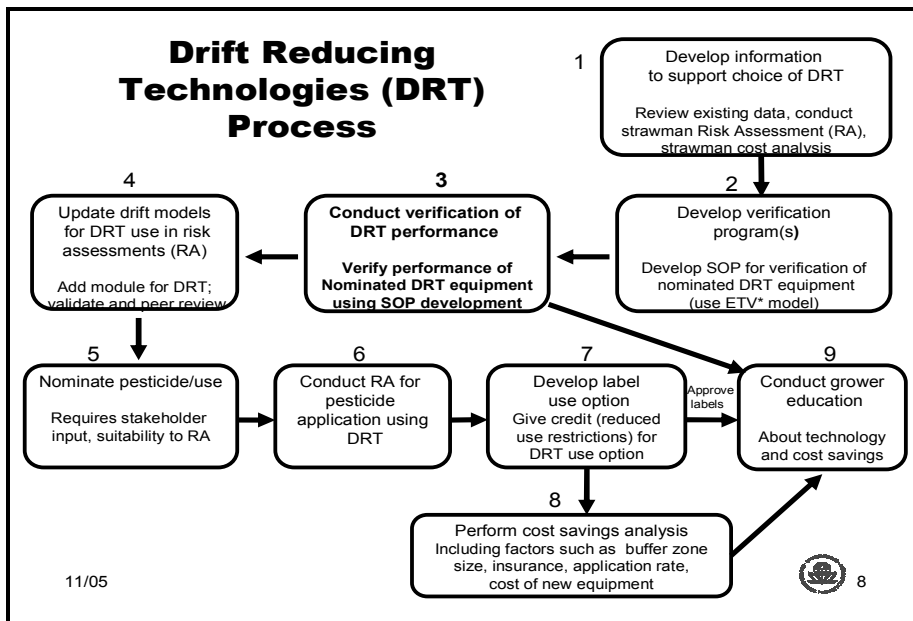 Drift Reducing
Technologies (DRT)
Process
1
Develop information
to support choice of DRT
Review existing data, conduct
strawman Risk Assessment (RA),
strawman cost analysis
2
Develop verification
program(s)
Develop SOP for verification of
nominated DRT equipment
(use ETV* model)
3
Conduct verification of
DRT performance
Verify performance of
Nominated DRT equipment
using SOP development
4
Update drift models
for DRT use in risk
assessments (RA)
Add module for DRT;
validate and peer review
5
Nominate pesticide/use
Requires stakeholder
input, suitability to RA
6
Conduct RA for
pesticide
application using
DRT
7
Develop label
use option
Give credit (reduced
use restrictions) for
DRT use option
Approve
labels
9
Conduct grower
education
About technology
and cost savings
8
Perform cost savings analysis
Including factors such as buffer zone
size, insurance, application rate,
cost of new equipment
11/05
8